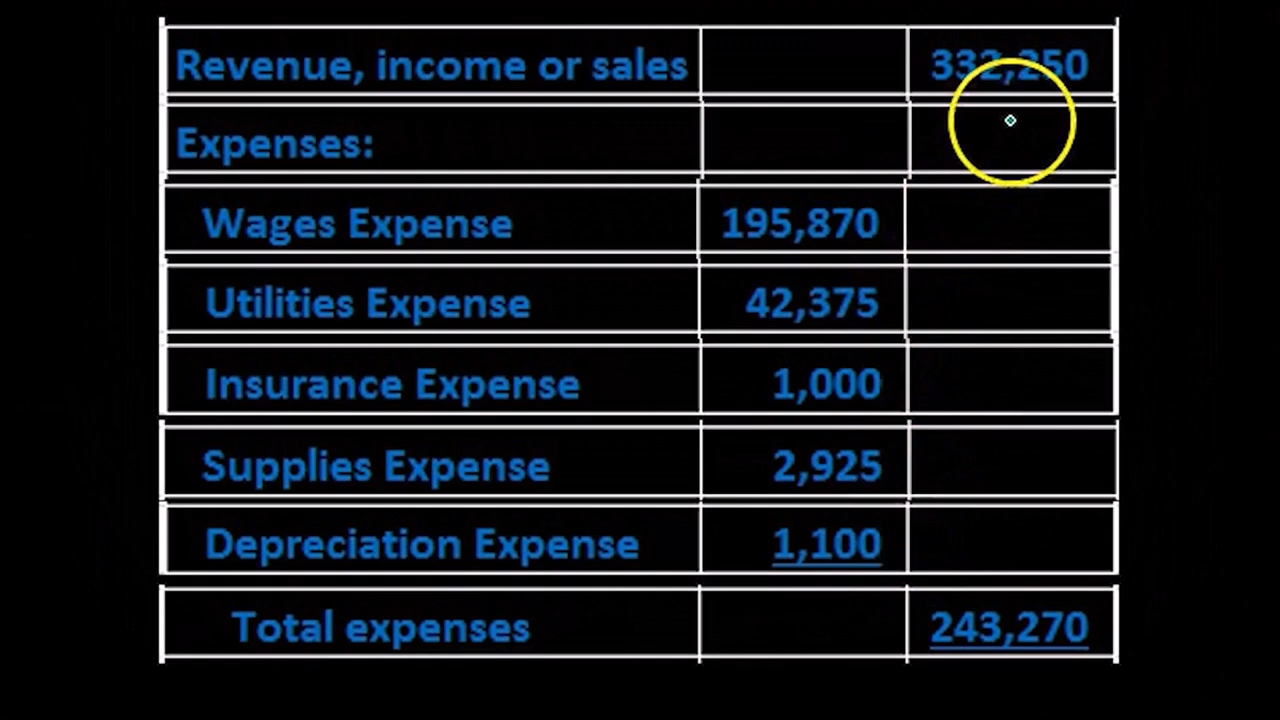 Revenue, income or sales 332,250
Expenses:
Wages Expense 195,870
Utilities Expense 42,375
Insurance Expense 1,000
Supplies Expense 2,925
Depreciation Expense 1,100
Total expenses 243,270